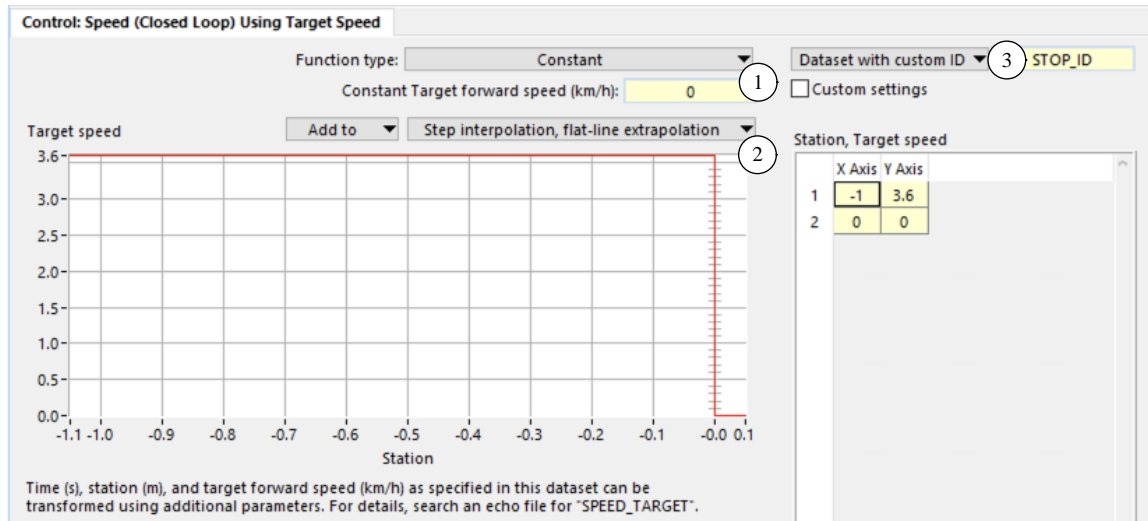 Control: Speed (Closed Loop) Using Target Speed
Function type: Constant Dataset with custom ID 3 STOP_ID
Constant Target forward speed (km/h): 0 1 Custom settings
Target speed Add to Step interpolation, flat-line extrapolation 2 Station, Target speed
X Axis Y Axis
1 -1 3.6
2 0 0
3.6
3.0
2.5
2.0
1.5
1.0
0.5
0.0
-1.1 -1.0 -0.9 -0.8 -0.7 -0.6 -0.5 -0.4 -0.3 -0.2 -0.1 -0.0 0.1
Station
Time (s), station (m), and target forward speed (km/h) as specified in this dataset can be
transformed using additional parameters. For details, search an echo file for "SPEED_TARGET".